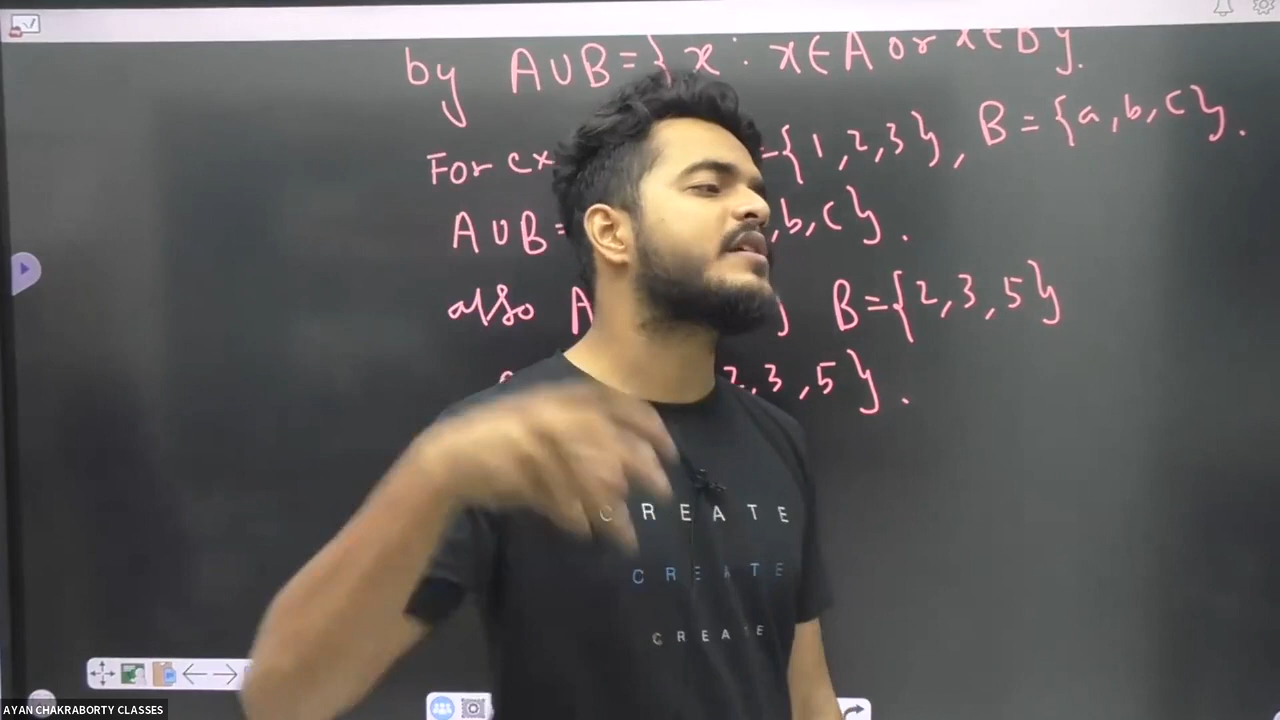 by A∪B={x : x∈A or x∈B}.
For ex {1,2,3}, B={a,b,c}.
A∪B= ,b,c}.
also A } B={2,3,5}
2,3,5}.
CREATE
CREATE
CREATE
AYAN CHAKRABORTY CLASSES